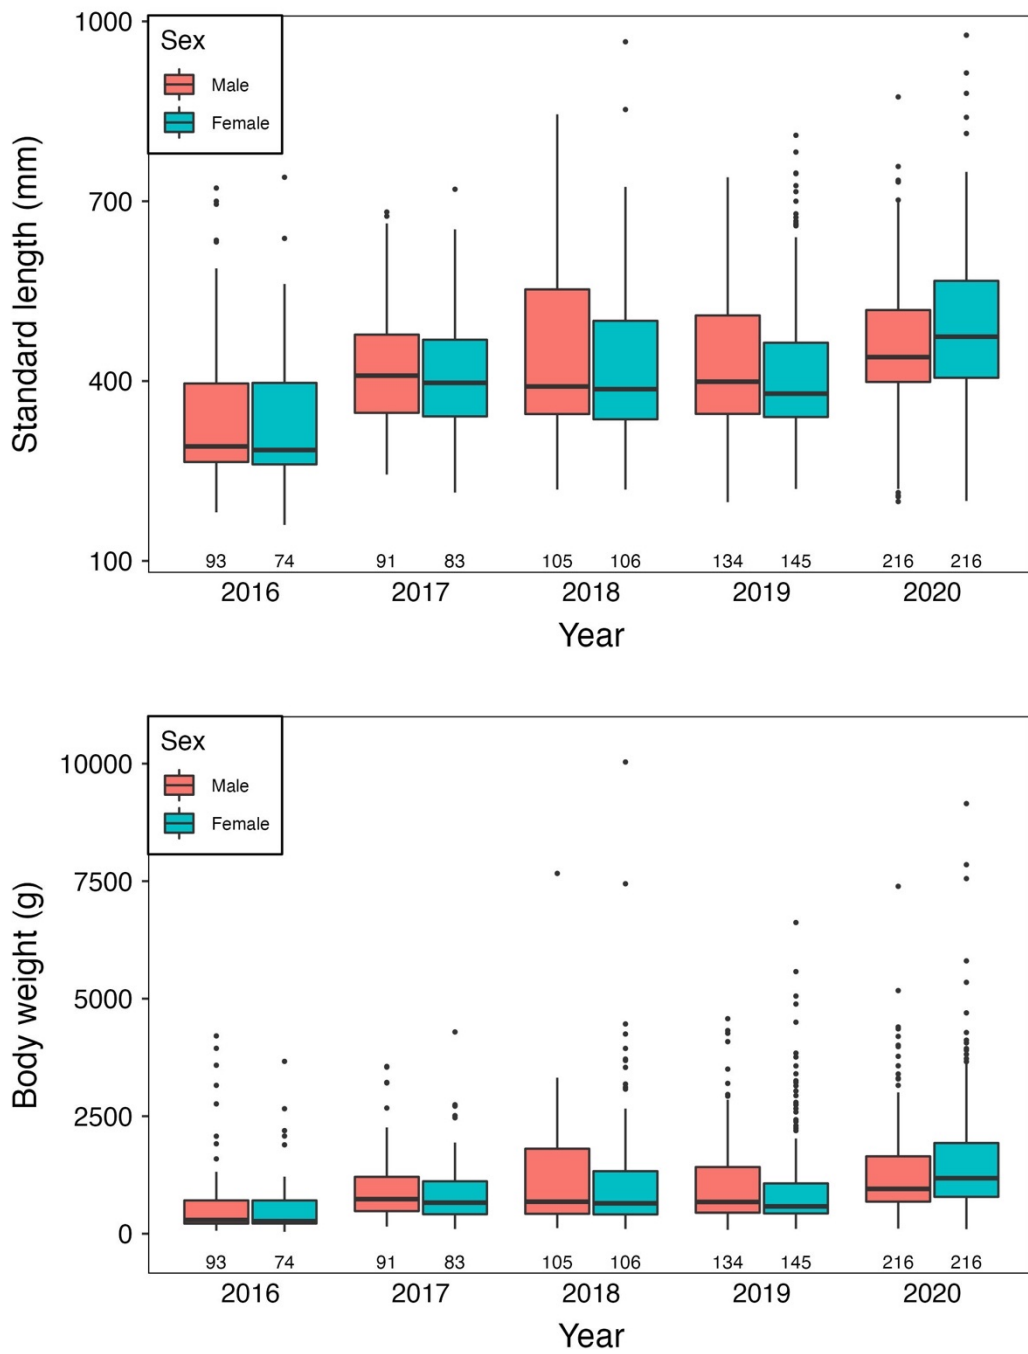 1000
Sex
Male
Female
700
400
100
Standard length (mm)
93 74 91 83 105 106 134 145 216 216
2016 2017 2018 2019 2020
Year
Sex
Male
Female
10000
7500
5000
2500
0
Body weight (g)
93 74 91 83 105 106 134 145 216 216
2016 2017 2018 2019 2020
Year